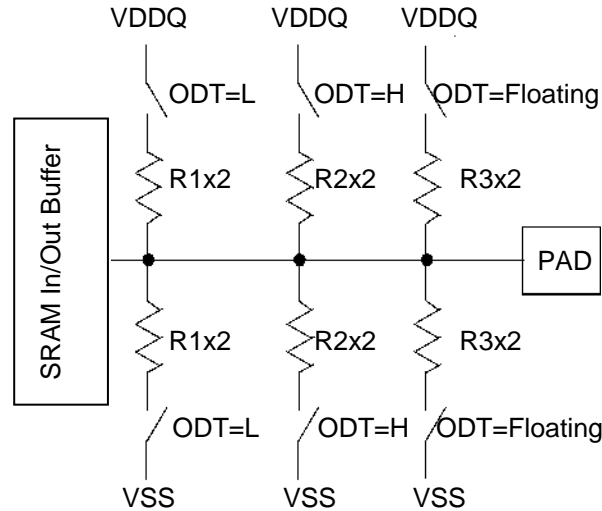 VDDQ VDDQ VDDQ
ODT=L ODT=H ODT=Floating
R1x2 R2x2 R3x2
SRAM In/Out Buffer
PAD
R1x2 R2x2 R3x2
ODT=L ODT=H ODT=Floating
VSS VSS VSS